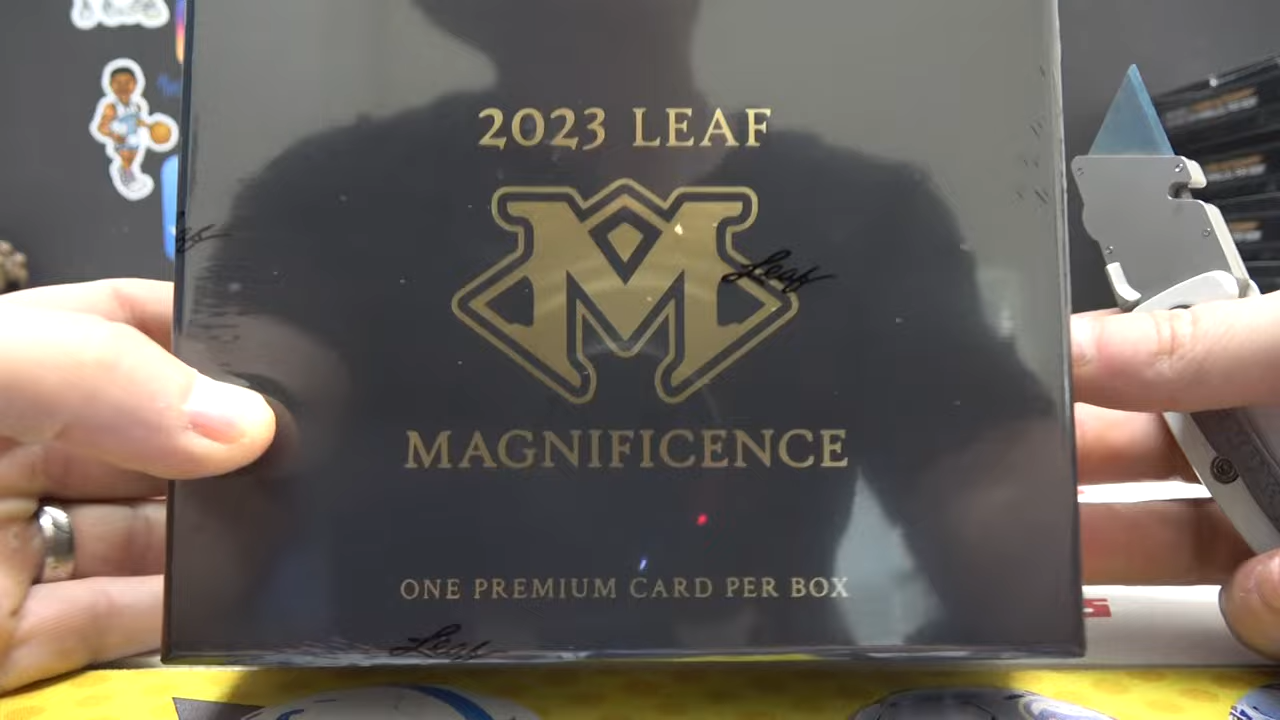 2023 LEAF
M
Leaf
MAGNIFICENCE
ONE PREMIUM CARD PER BOX
Leaf